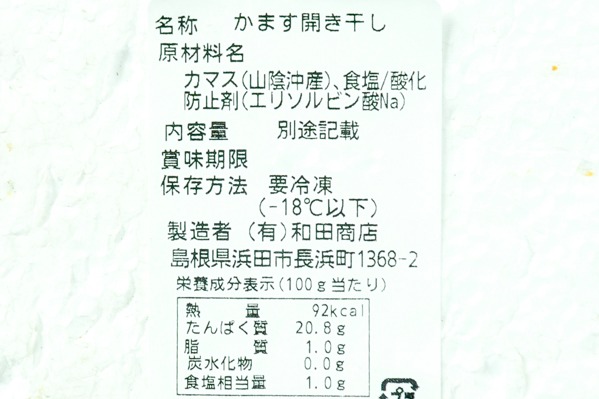 名称 かます開き干し
原材料名
カマス(山陰沖産)、食塩/酸化
防止剤(エリソルビン酸Na)
内容量 別途記載
賞味期限
保存方法 要冷凍
(-18℃以下)
製造者 (有)和田商店
島根県浜田市長浜町1368-2
栄養成分表示(100g当たり)
熱量 92kcal
たんぱく質 20.8g
脂質 1.0g
炭水化物 0.0g
食塩相当量 1.0g